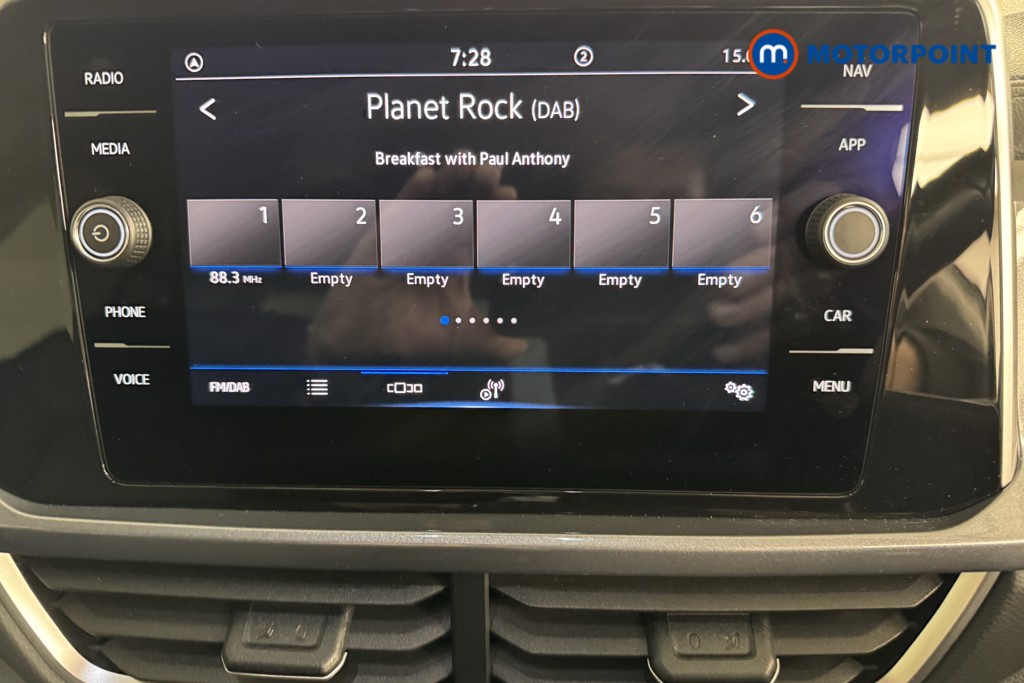 7:28 2
MOTORPOINT
RADIO
NAV
Planet Rock (DAB)
MEDIA
APP
Breakfast with Paul Anthony
1 2 3 4 5 6
88.3 MHz Empty Empty Empty Empty Empty
PHONE
CAR
VOICE
FM/DAB
MENU